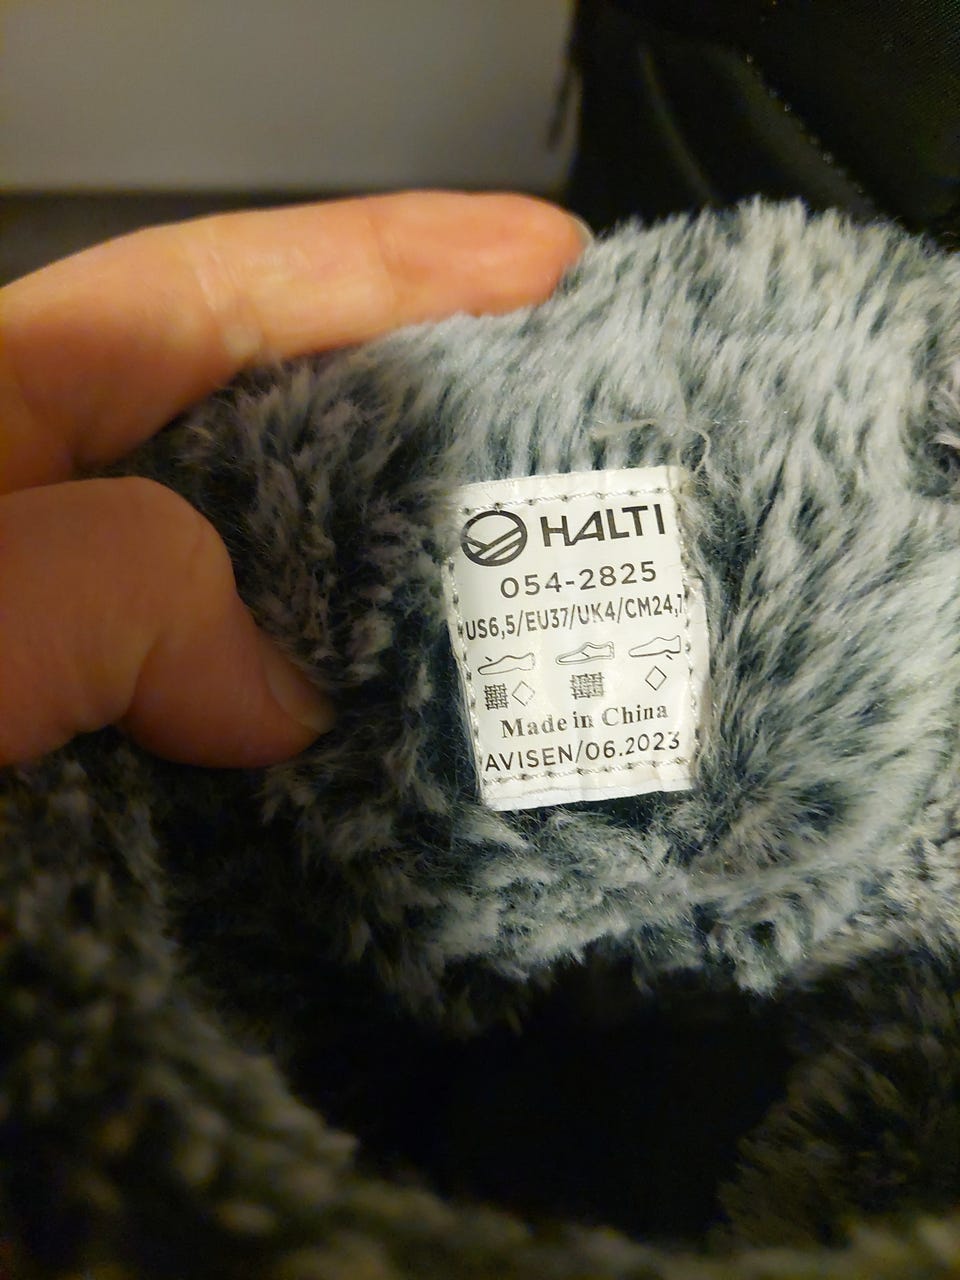 HALTI
054-2825
US6,5/EU37/UK4/CM24,7
Made in China
AVISEN/06.2023